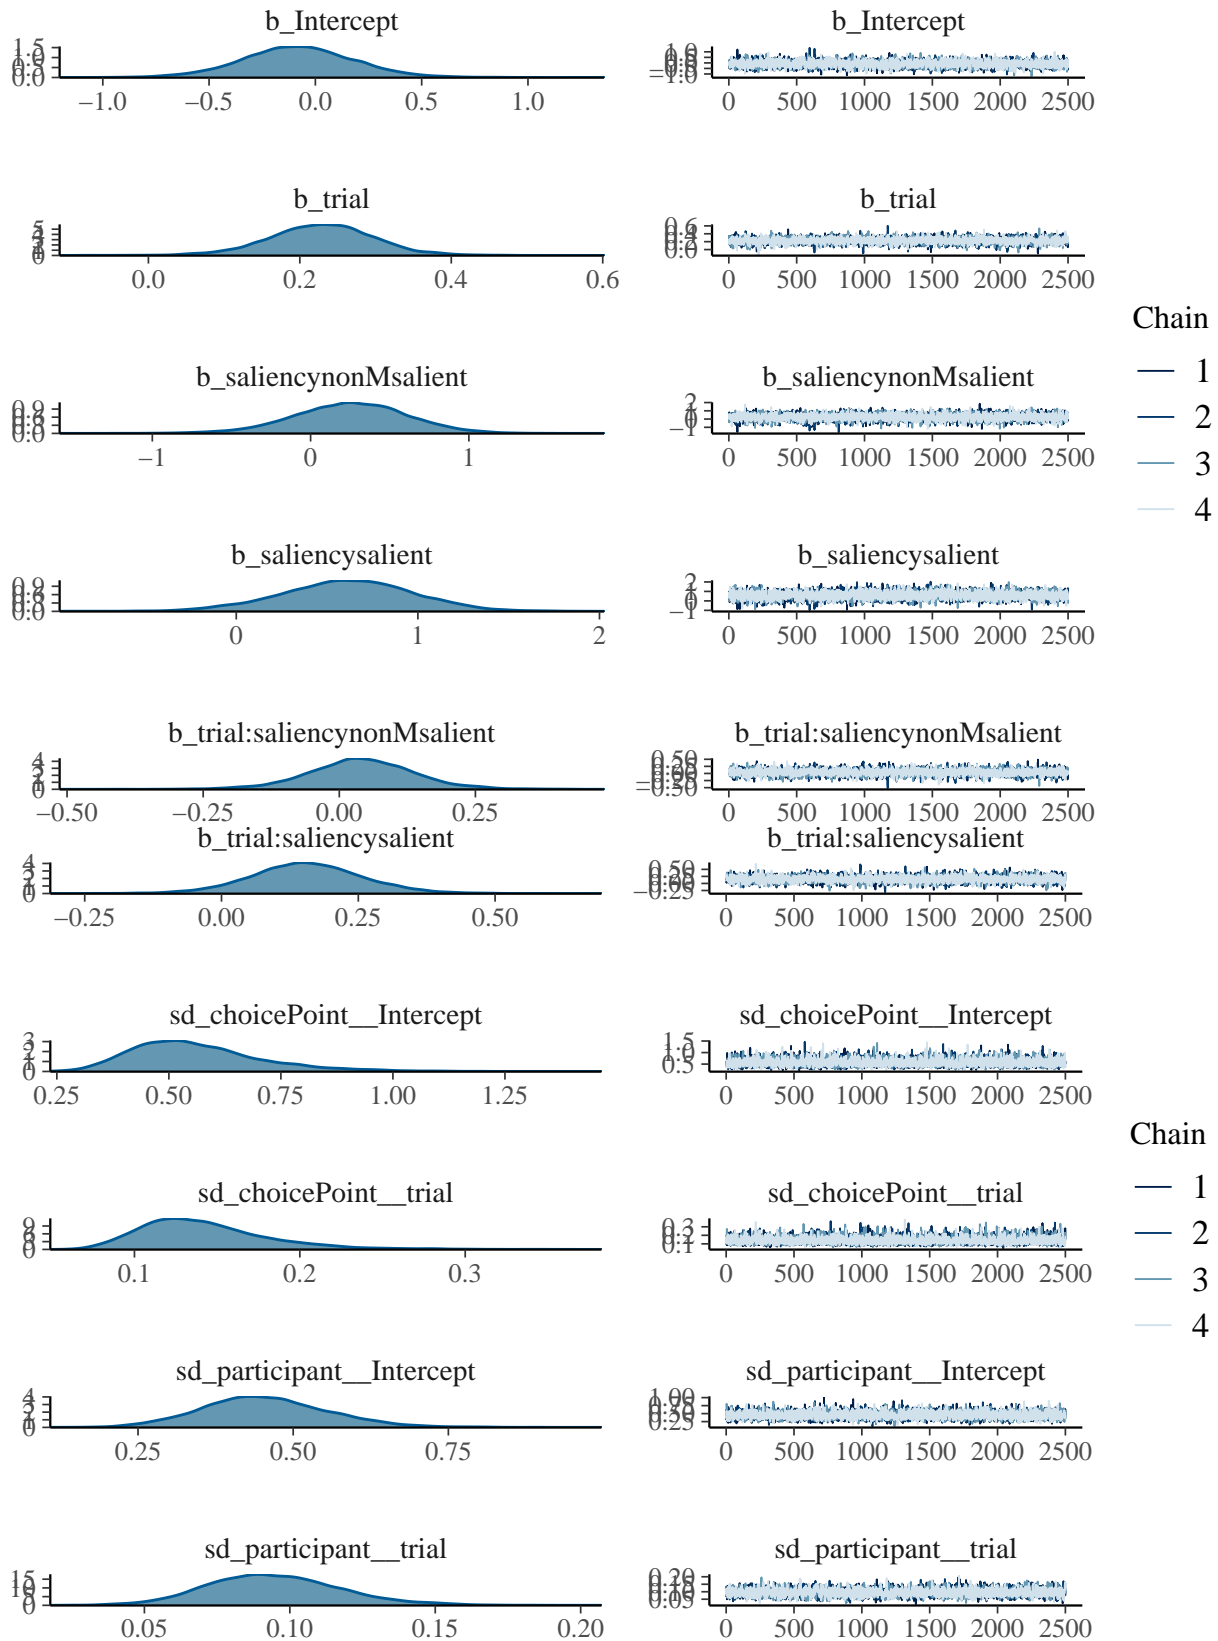 b_Intercept
−1.0 −0.5 0.0 0.5 1.0
b_Intercept
0 500 1000 1500 2000 2500
b_trial
0.0 0.2 0.4 0.6
b_trial
0 500 1000 1500 2000 2500
b_saliencynonMsalient
−1 0 1
b_saliencynonMsalient
0 500 1000 1500 2000 2500
b_saliencysalient
0 1 2
b_saliencysalient
0 500 1000 1500 2000 2500
b_trial:saliencynonMsalient
−0.50 −0.25 0.00 0.25
b_trial:saliencynonMsalient
0 500 1000 1500 2000 2500
Chain
1
2
3
4
b_trial:saliencysalient
−0.25 0.00 0.25 0.50
b_trial:saliencysalient
0 500 1000 1500 2000 2500
sd_choicePoint__Intercept
0.25 0.50 0.75 1.00 1.25
sd_choicePoint__Intercept
0 500 1000 1500 2000 2500
sd_choicePoint__trial
0.1 0.2 0.3
sd_choicePoint__trial
0 500 1000 1500 2000 2500
sd_participant__Intercept
0.25 0.50 0.75
sd_participant__Intercept
0 500 1000 1500 2000 2500
sd_participant__trial
0.05 0.10 0.15 0.20
sd_participant__trial
0 500 1000 1500 2000 2500
Chain
1
2
3
4